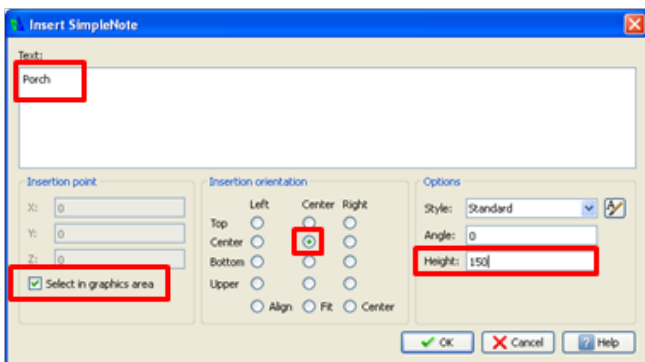 Insert SimpleNote
Text:
Porch
Insertion point
X: 0
Y: 0
Z: 0
Select in graphics area
Insertion orientation
Left Center Right
Top
Center
Bottom
Upper
Align Fit Center
Options
Style: Standard
Angle: 0
Height: 150
OK Cancel Help